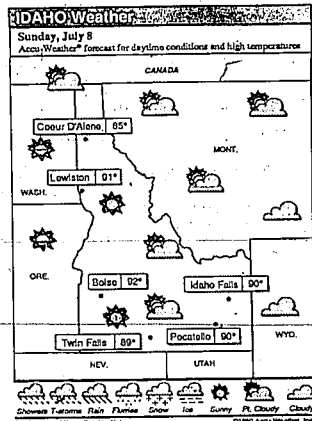 IDAHO Weather
Sunday, July 8
Accu-Weather® forecast for daytime conditions and high temperatures
CANADA
Coeur D'Alene 85°
MONT.
Lewiston 91°
WASH.
ORE.
Boise 92°
Idaho Falls 90°
Twin Falls 89°
Pocatello 90°
WYO.
NEV.
UTAH
Showers T-storms Rain Flurries Snow Ice Sunny Pt. Cloudy Cloudy